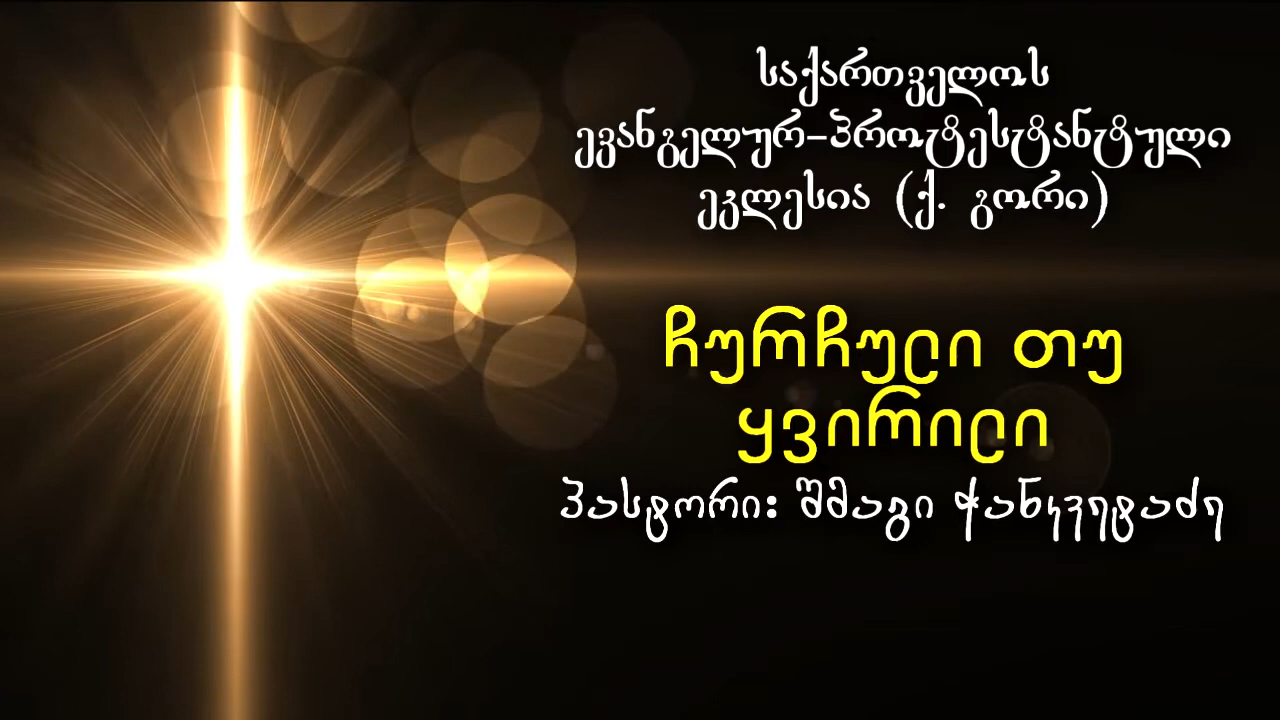 საქართველოს
ევანგელურ-პროტესტანტული
ეკლესია (ქ. გორი)
ჩურჩული თუ
ყვირილი
პასტორი: შმაგი ჭანკვეტაძე